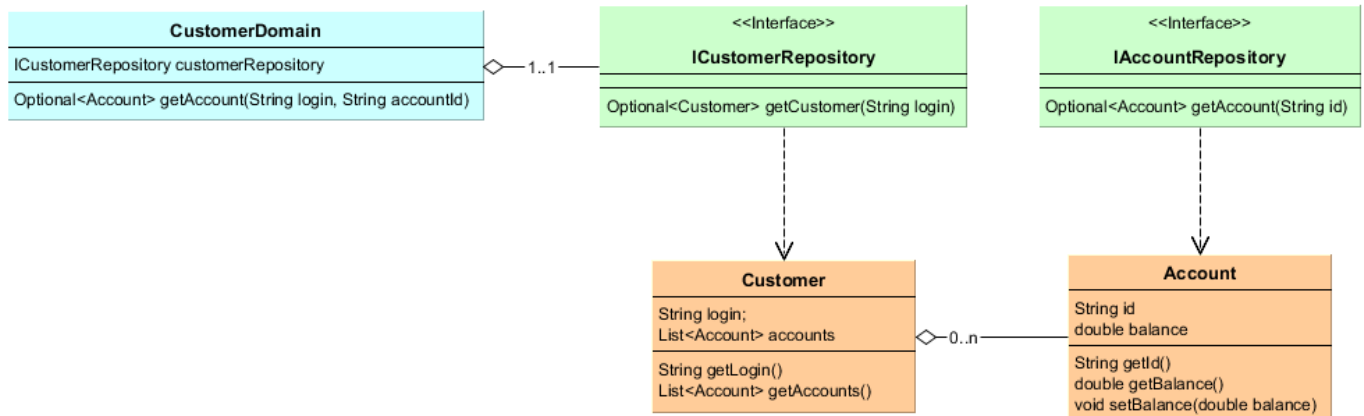 CustomerDomain
ICustomerRepository customerRepository
Optional<Account> getAccount(String login, String accountId)
1..1
<<Interface>>
ICustomerRepository
Optional<Customer> getCustomer(String login)
<<Interface>>
IAccountRepository
Optional<Account> getAccount(String id)
Customer
String login;
List<Account> accounts
String getLogin()
List<Account> getAccounts()
0..n
Account
String id
double balance
String getId()
double getBalance()
void setBalance(double balance)